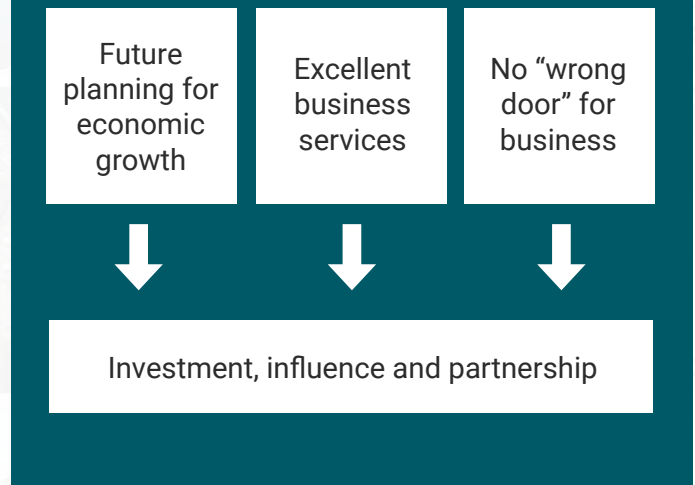 Future
planning for
economic
growth
Excellent
business
services
No “wrong
door” for
business
Investment, influence and partnership